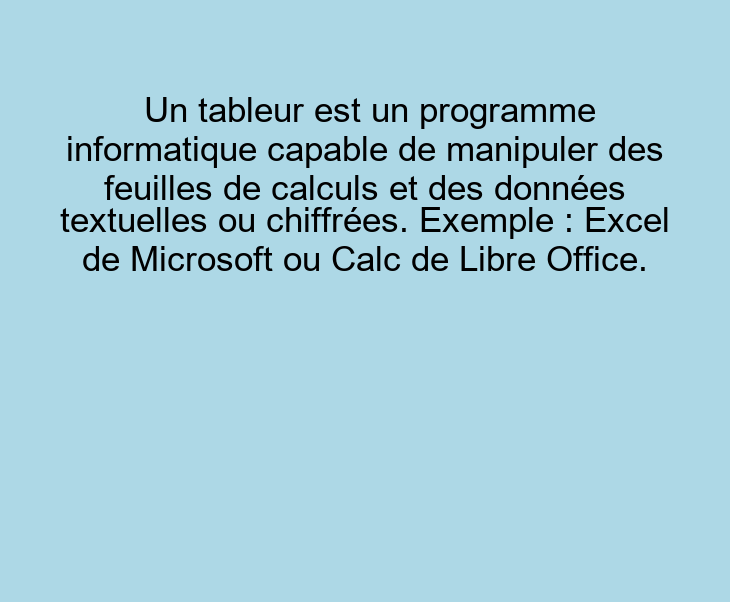 Un tableur est un programme
informatique capable de manipuler des
feuilles de calculs et des données
textuelles ou chiffrées. Exemple : Excel
de Microsoft ou Calc de Libre Office.